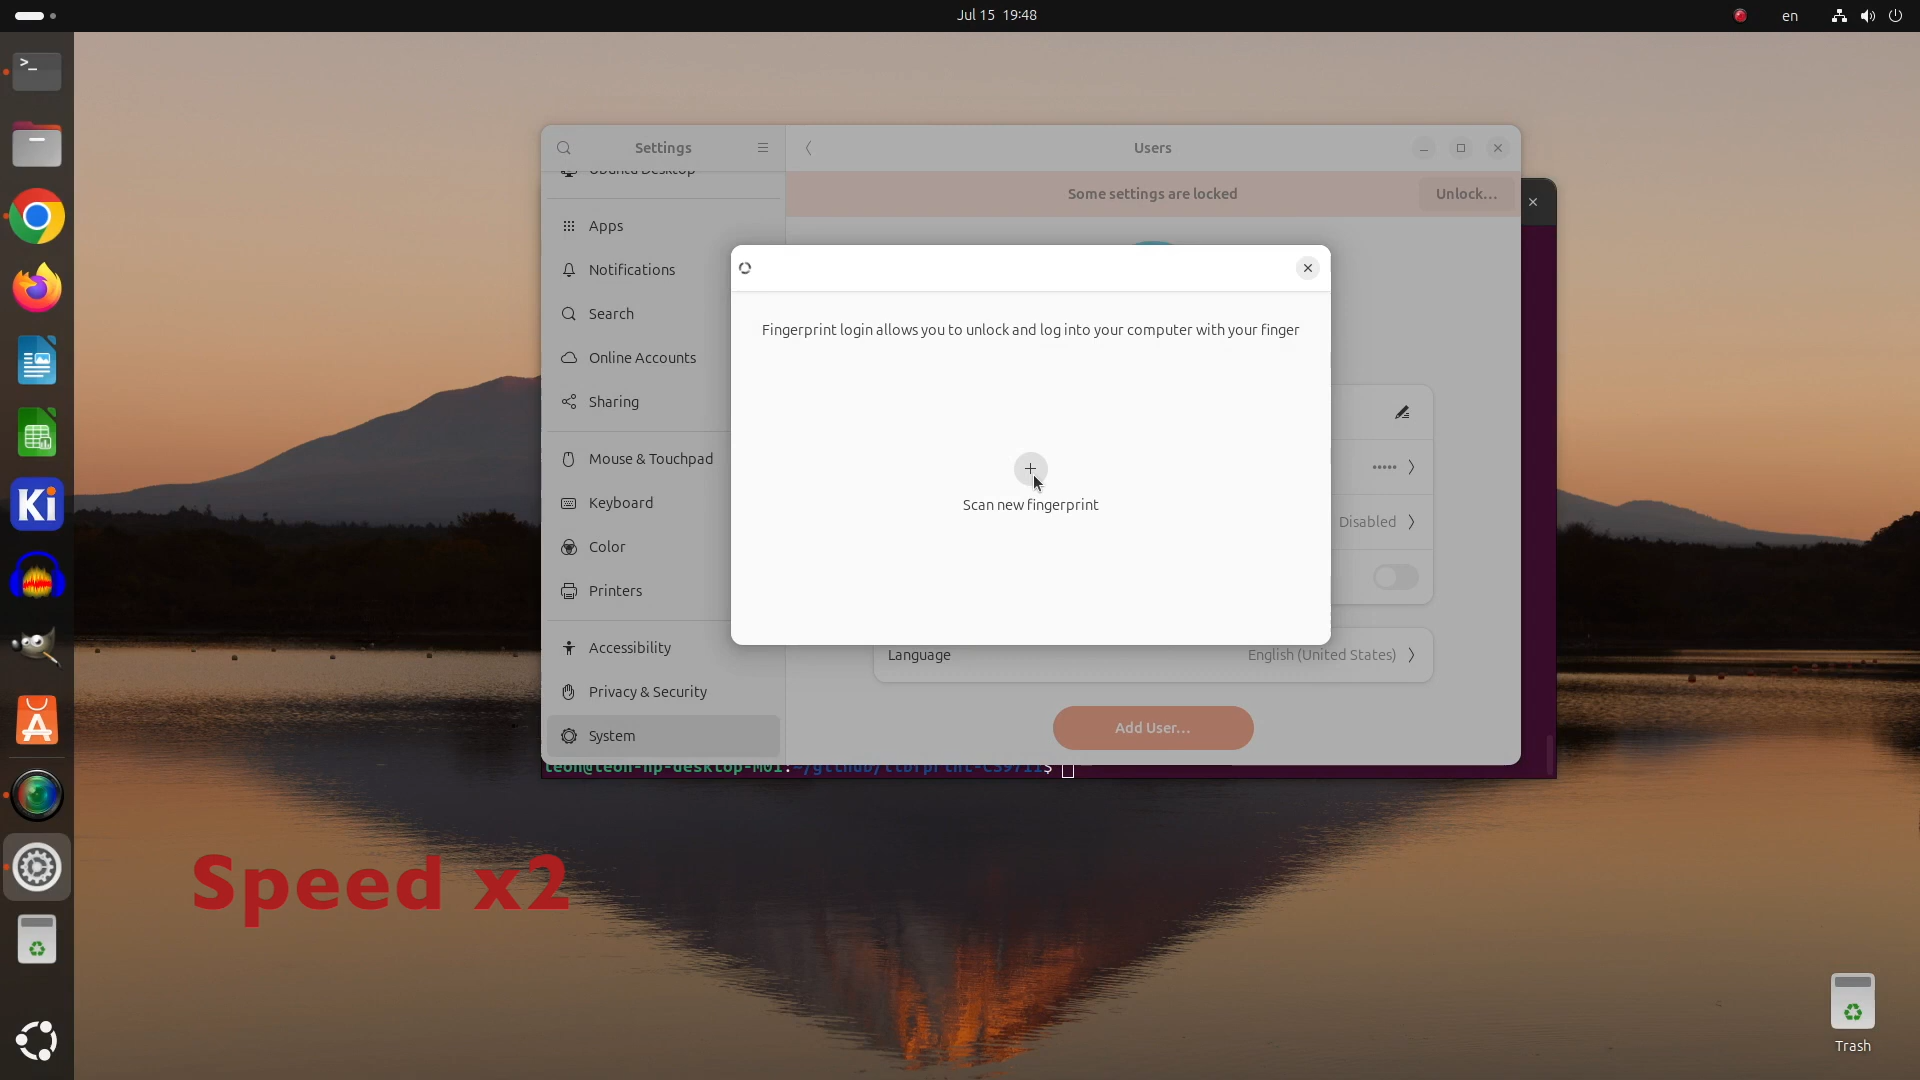 Jul 15 19:48
en
Settings
Users
Ubuntu Desktop
Some settings are locked
Unlock...
Apps
Notifications
Search
Online Accounts
Sharing
Mouse & Touchpad
Keyboard
Color
Printers
Accessibility
Privacy & Security
System
Fingerprint login allows you to unlock and log into your computer with your finger
Scan new fingerprint
•••••
Disabled
Language
English (United States)
Add User...
leon@leon-hp-desktop-M01:~/github/libfprint-CS9711$
>_
Ki
Speed x2
Trash